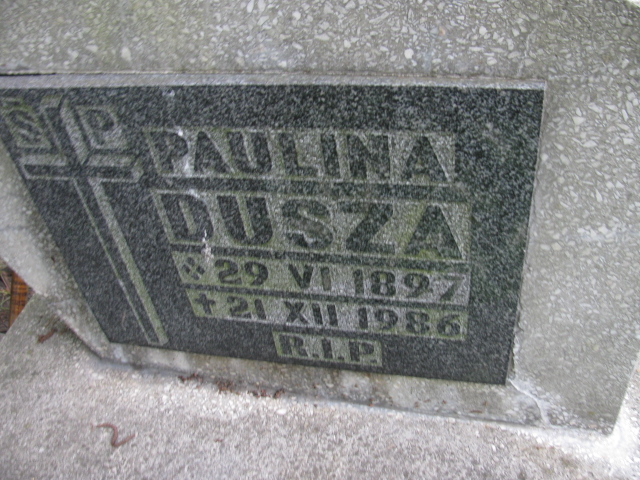 S P
PAULINA
DUSZA
29 VI 1897
✝ 21 XII 1986
R.I.P.